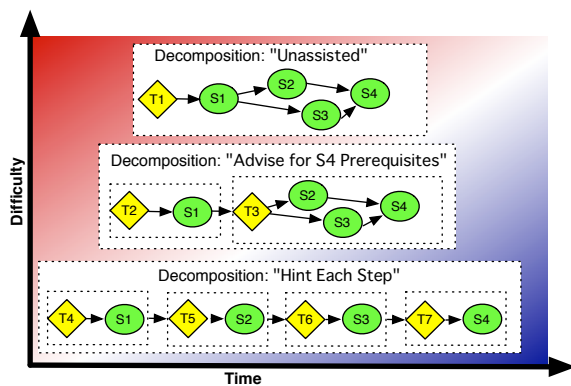 Decomposition: "Unassisted"
T1 S1 S2 S3 S4
Decomposition: "Advise for S4 Prerequisites"
T2 S1 T3 S2 S3 S4
Decomposition: "Hint Each Step"
T4 S1 T5 S2 T6 S3 T7 S4
Difficulty
Time